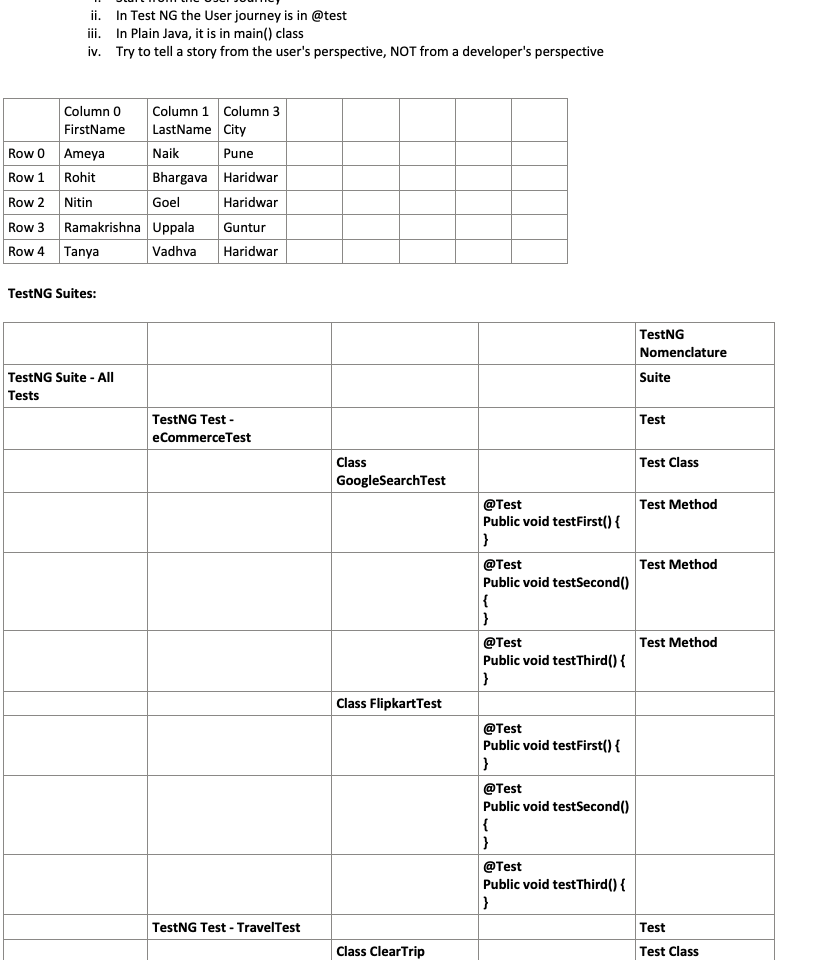 ii. In Test NG the User journey is in @test
iii. In Plain Java, it is in main() class
iv. Try to tell a story from the user's perspective, NOT from a developer's perspective
Column 0 Column 1 Column 3
FirstName LastName City
Row 0 Ameya Naik Pune
Row 1 Rohit Bhargava Haridwar
Row 2 Nitin Goel Haridwar
Row 3 Ramakrishna Uppala Guntur
Row 4 Tanya Vadhva Haridwar
TestNG Suites:
TestNG
Nomenclature
TestNG Suite - All Suite
Tests
TestNG Test - Test
eCommerceTest
Class Test Class
GoogleSearchTest
@Test Test Method
Public void testFirst() {
}
@Test Test Method
Public void testSecond()
{
}
@Test Test Method
Public void testThird() {
}
Class FlipkartTest
@Test
Public void testFirst() {
}
@Test
Public void testSecond()
{
}
@Test
Public void testThird() {
}
TestNG Test - TravelTest Test
Class ClearTrip Test Class